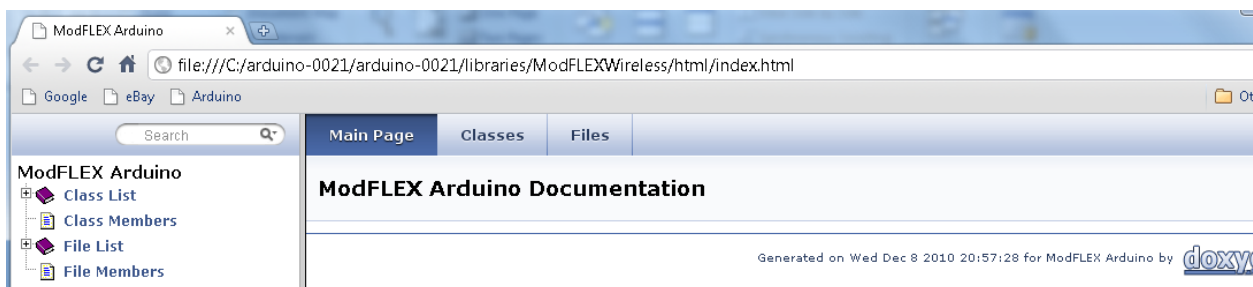 ModFLEX Arduino
file:///C:/arduino-0021/arduino-0021/libraries/ModFLEXWireless/html/index.html
Google eBay Arduino
Search
Main Page Classes Files
ModFLEX Arduino
Class List
Class Members
File List
File Members
ModFLEX Arduino Documentation
Generated on Wed Dec 8 2010 20:57:28 for ModFLEX Arduino by